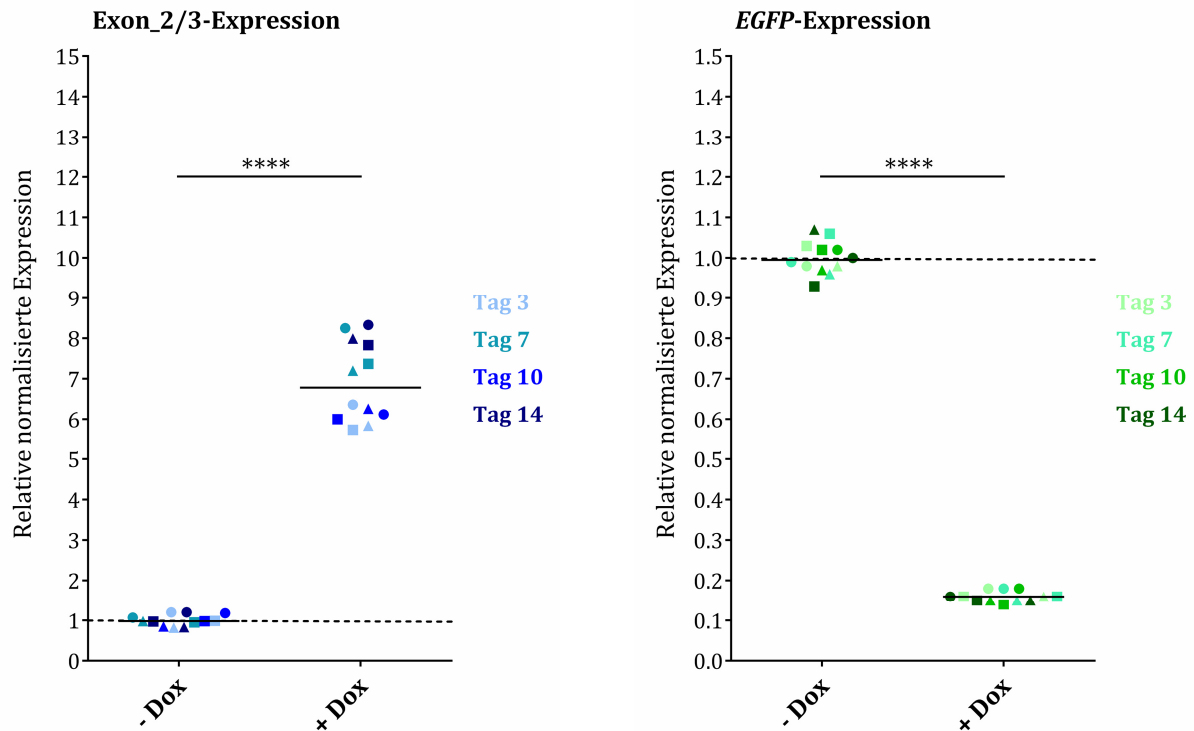 Exon_2/3-Expression
Relative normalisierte Expression
15
14
13
12
11
10
9
8
7
6
5
4
3
2
1
0
****
- Dox
+ Dox
Tag 3
Tag 7
Tag 10
Tag 14
EGFP-Expression
Relative normalisierte Expression
1.5
1.4
1.3
1.2
1.1
1.0
0.9
0.8
0.7
0.6
0.5
0.4
0.3
0.2
0.1
0.0
****
- Dox
+ Dox
Tag 3
Tag 7
Tag 10
Tag 14